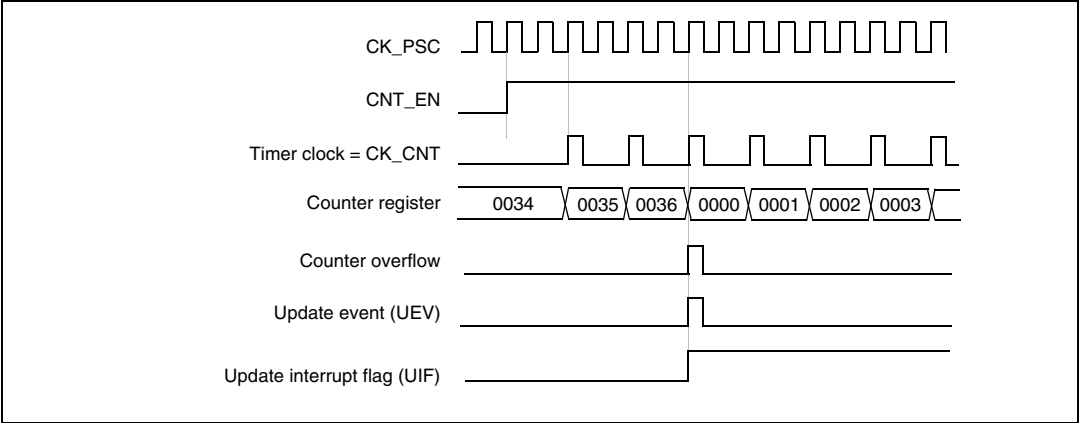 CK_PSC
CNT_EN
Timer clock = CK_CNT
Counter register 0034 0035 0036 0000 0001 0002 0003
Counter overflow
Update event (UEV)
Update interrupt flag (UIF)